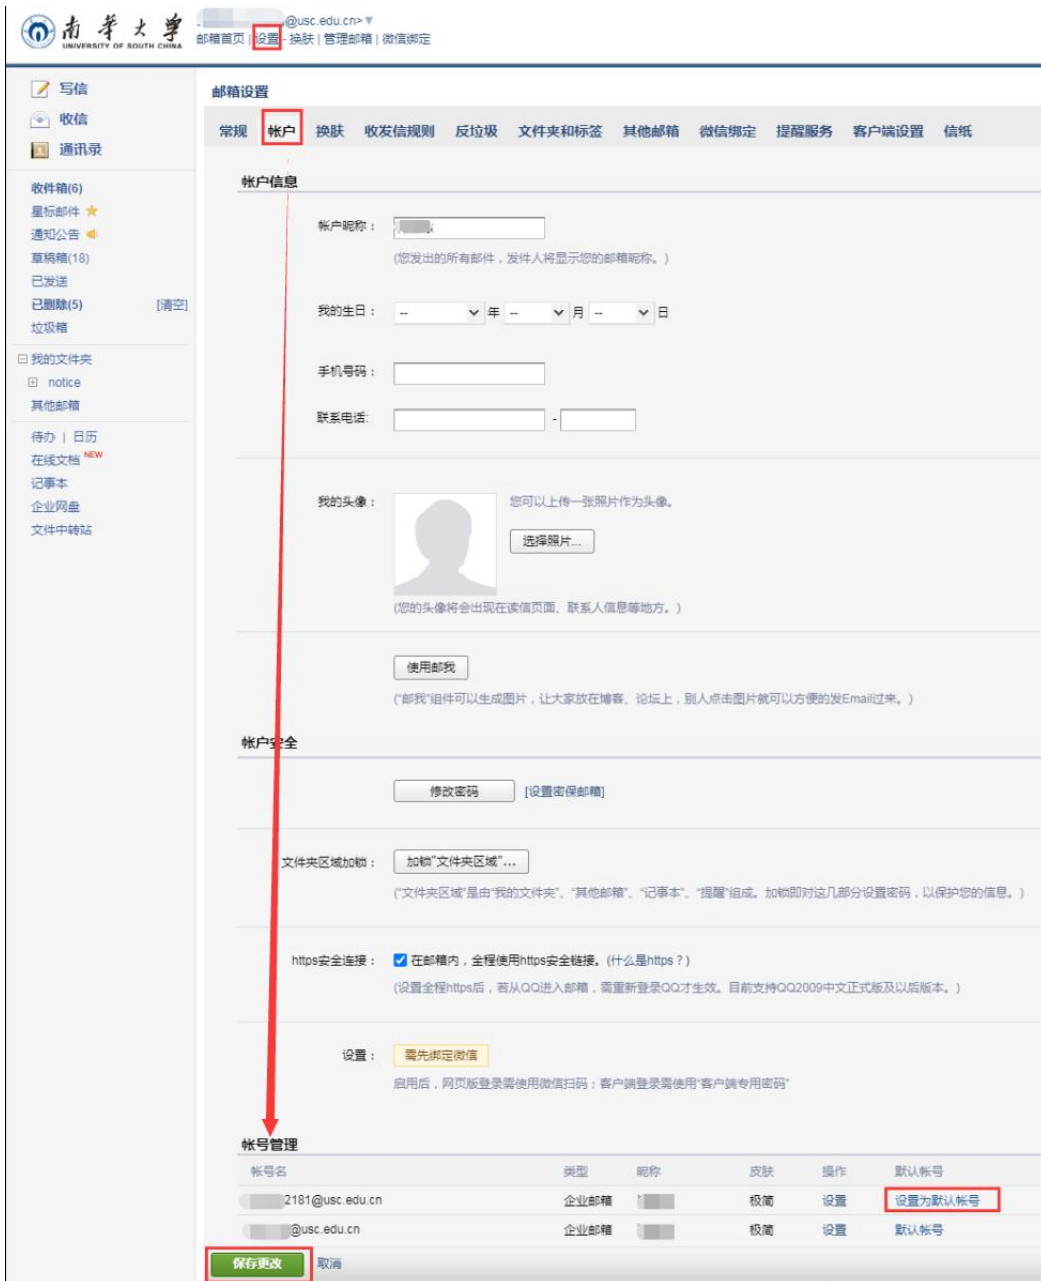 南华大学
UNIVERSITY OF SOUTH CHINA
@usc.edu.cn>
邮箱首页 | 设置 - 换肤 | 管理邮箱 | 微信绑定
写信
收信
通讯录
收件箱(6)
星标邮件
通知公告
草稿箱(18)
已发送
已删除(5) [清空]
垃圾箱
我的文件夹
notice
其他邮箱
待办 | 日历
在线文档 NEW
记事本
企业网盘
文件中转站
邮箱设置
常规 帐户 换肤 收发信规则 反垃圾 文件夹和标签 其他邮箱 微信绑定 提醒服务 客户端设置 信纸
帐户信息
帐户昵称：
(您发出的所有邮件，发件人将显示您的邮箱昵称。)
我的生日： -- 年 -- 月 -- 日
手机号码：
联系电话: -
我的头像：
您可以上传一张照片作为头像。
选择照片...
(您的头像将会出现在读信页面、联系人信息等地方。)
使用邮我
("邮我"组件可以生成图片，让大家放在博客、论坛上，别人点击图片就可以方便的发Email过来。)
帐户安全
修改密码 [设置密保邮箱]
文件夹区域加锁： 加锁"文件夹区域"...
("文件夹区域"是由"我的文件夹"、"其他邮箱"、"记事本"、"提醒"组成。加锁即对这几部分设置密码，以保护您的信息。)
https安全连接： 在邮箱内，全程使用https安全链接。(什么是https？)
(设置全程https后，若从QQ进入邮箱，需重新登录QQ才生效。目前支持QQ2009中文正式版及以后版本。)
设置： 需先绑定微信
启用后，网页版登录需使用微信扫码；客户端登录需使用"客户端专用密码"
帐号管理
帐号名 类型 昵称 皮肤 操作 默认帐号
2181@usc.edu.cn 企业邮箱 极简 设置 设置为默认帐号
@usc.edu.cn 企业邮箱 极简 设置 默认帐号
保存更改 取消